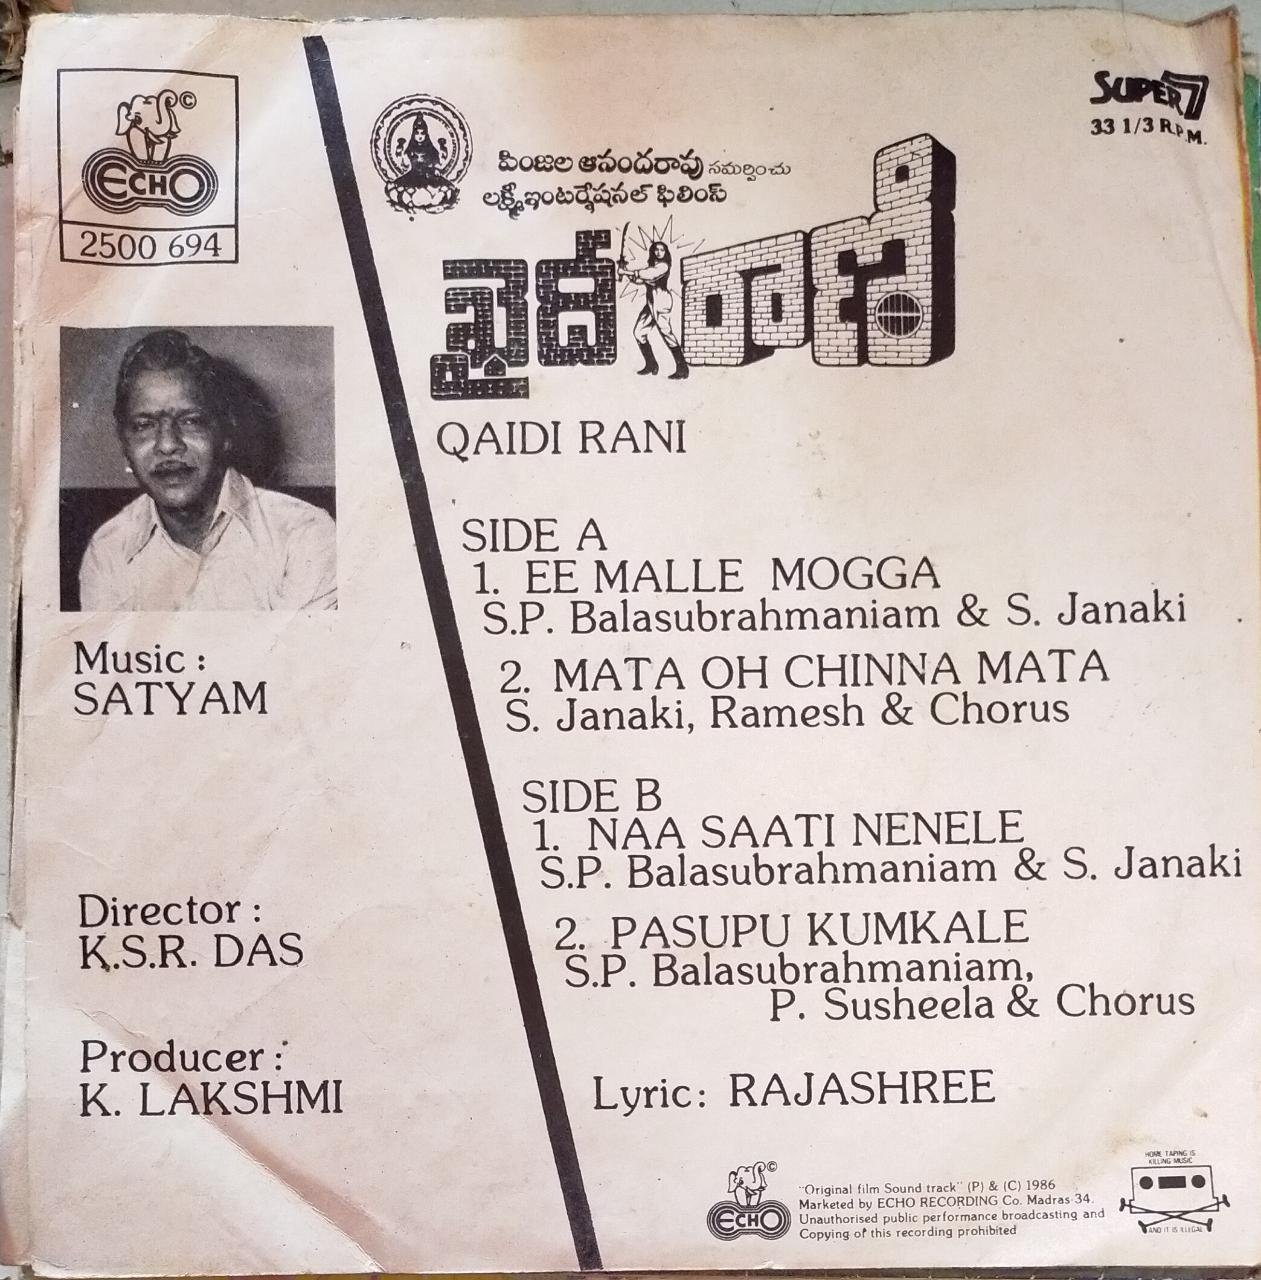 ©
ECHO
2500 694
SUPER 7
33 1/3 R.P.M.
పింజల ఆనందరావు సమర్పించు
లక్ష్మీఇంటర్నేషనల్ ఫిలింస్
ఖైదీ రాణి
QAIDI RANI
SIDE A
1. EE MALLE MOGGA
S.P. Balasubrahmaniam & S. Janaki
2. MATA OH CHINNA MATA
S. Janaki, Ramesh & Chorus
SIDE B
1. NAA SAATI NENELE
S.P. Balasubrahmaniam & S. Janaki
2. PASUPU KUMKALE
S.P. Balasubrahmaniam,
P. Susheela & Chorus
Lyric: RAJASHREE
Music:
SATYAM
Director:
K.S.R. DAS
Producer:
K. LAKSHMI
©
ECHO
"Original film Sound track" (P) & (C) 1986
Marketed by ECHO RECORDING Co. Madras-34.
Unauthorised public performance broadcasting and
Copying of this recording prohibited
HOME TAPING IS
KILLING MUSIC
AND IT IS ILLEGAL